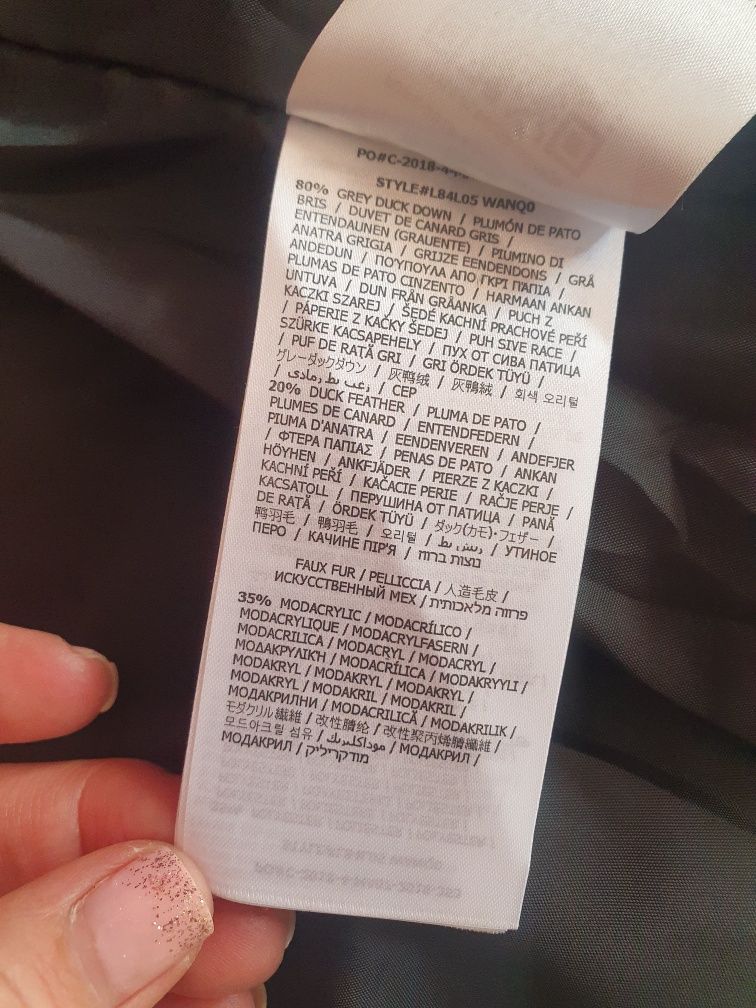 PO#C-2018-4
STYLE#L84L05 WANQ0
80% GREY DUCK DOWN / PLUMÓN DE PATO
BRIS / DUVET DE CANARD GRIS /
ENTENDAUNEN (GRAUENTE) / PIUMINO DI
ANATRA GRIGIA / GRIJZE EENDENDONS / GRÅ
ANDEDUN / ΠΟΥΠΟΥΛΑ ΑΠΟ ΓΚΡΙ ΠΑΠΙΑ /
PLUMAS DE PATO CINZENTO / HARMAAN ANKAN
UNTUVA / DUN FRÅN GRÅANKA / PUCH Z
KACZKI SZAREJ / ŠEDÉ KACHNÍ PRACHOVÉ PEŘÍ
/ PÁPERIE Z KAČKY ŠEDEJ / PUH SIVE RACE /
SZÜRKE KACSAPEHELY / ПУХ ОТ СИВА ПАТИЦА
/ PUF DE RAȚĂ GRI / GRI ÖRDEK TÜYÜ /
グレーダックダウン / 灰鸭绒 / 灰鴨絨 / 회색 오리털
/ زغب بط رمادى / СЕР
20% DUCK FEATHER / PLUMA DE PATO /
PLUMES DE CANARD / ENTENDFEDERN /
PIUMA D'ANATRA / EENDENVEREN / ANDEFJER
/ ΦΤΕΡΑ ΠΑΠΙΑΣ / PENAS DE PATO / ANKAN
HÖYHEN / ANKFJÄDER / PIERZE Z KACZKI /
KACHNÍ PEŘÍ / KAČACIE PERIE / RAČJE PERJE /
KACSATOLL / ПЕРУШИНА ОТ ПАТИЦА / PANĂ
DE RAȚĂ / ÖRDEK TÜYÜ / ダック(カモ)・フェザー /
鸭羽毛 / 鴨羽毛 / 오리털 / ريش بط / УТИНОЕ
ПЕРО / КАЧИНЕ ПІР'Я / נוצות ברווז
FAUX FUR / PELLICCIA / 人造毛皮 /
ИСКУССТВЕННЫЙ МЕХ / פרווה מלאכותית
35% MODACRYLIC / MODACRÍLICO /
MODACRYLIQUE / MODACRYLFASERN /
MODACRILICA / MODACRYL / MODACRYL /
ΜΟΔΑΚΡΥΛΙΚΉ / MODACRÍLICA / MODAKRYYLI /
MODAKRYL / MODAKRYL / MODAKRYL /
MODAKRYL / MODAKRIL / MODAKRIL /
МОДАКРИЛНИ / MODACRILICĂ / MODAKRILIK /
モダクリル繊維 / 改性腈纶 / 改性聚丙烯腈纖維 /
모드아크릴 섬유 / موداكليريك / МОДАКРИЛ /
МОДАКРИЛ / מודקריליק